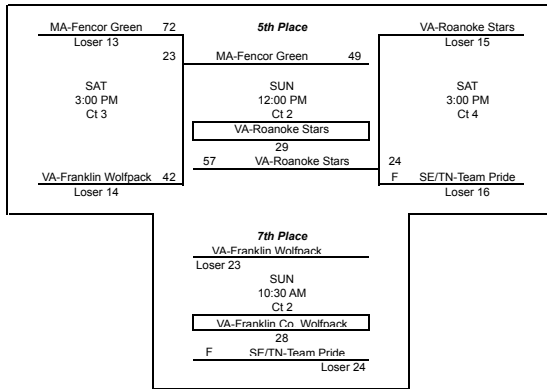 MA-Fencor Green 72 5th Place VA-Roanoke Stars
Loser 13 Loser 15
23 MA-Fencor Green 49
SAT SUN SAT
3:00 PM 12:00 PM 3:00 PM
Ct 3 Ct 2 Ct 4
VA-Roanoke Stars
29
57 VA-Roanoke Stars 24
VA-Franklin Wolfpack 42 F SE/TN-Team Pride
Loser 14 Loser 16
7th Place
VA-Franklin Wolfpack
Loser 23
SUN
10:30 AM
Ct 2
VA-Franklin Co. Wolfpack
28
F SE/TN-Team Pride
Loser 24